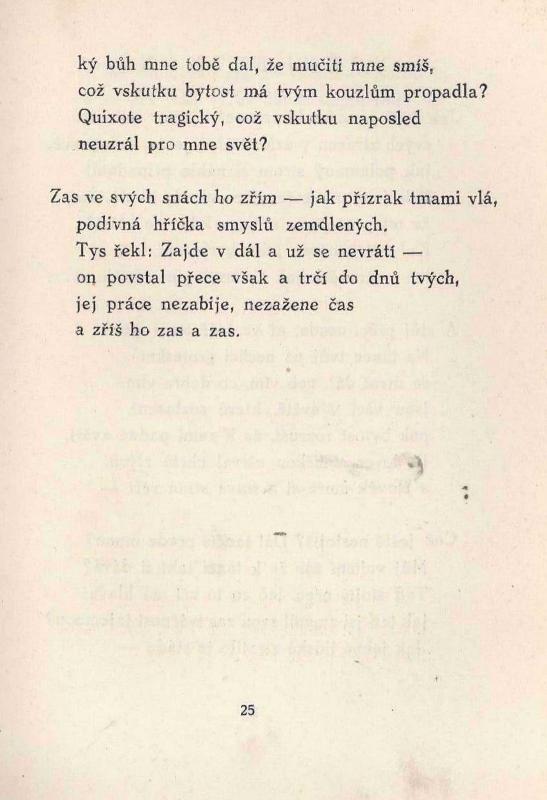 ký bůh mne tobě dal, že mučiti mne smíš,
což vskutku bytost má tvým kouzlům propadla?
Quixote tragický, což vskutku naposled
neuzrál pro mne svět?
Zas ve svých snách ho zřím — jak přízrak tmami vlá,
podivná hříčka smyslů zemdlených.
Tys řekl: Zajde v dál a už se nevrátí —
on povstal přece však a trčí do dnů tvých,
jej práce nezabije, nezažene čas
a zříš ho zas a zas.
25